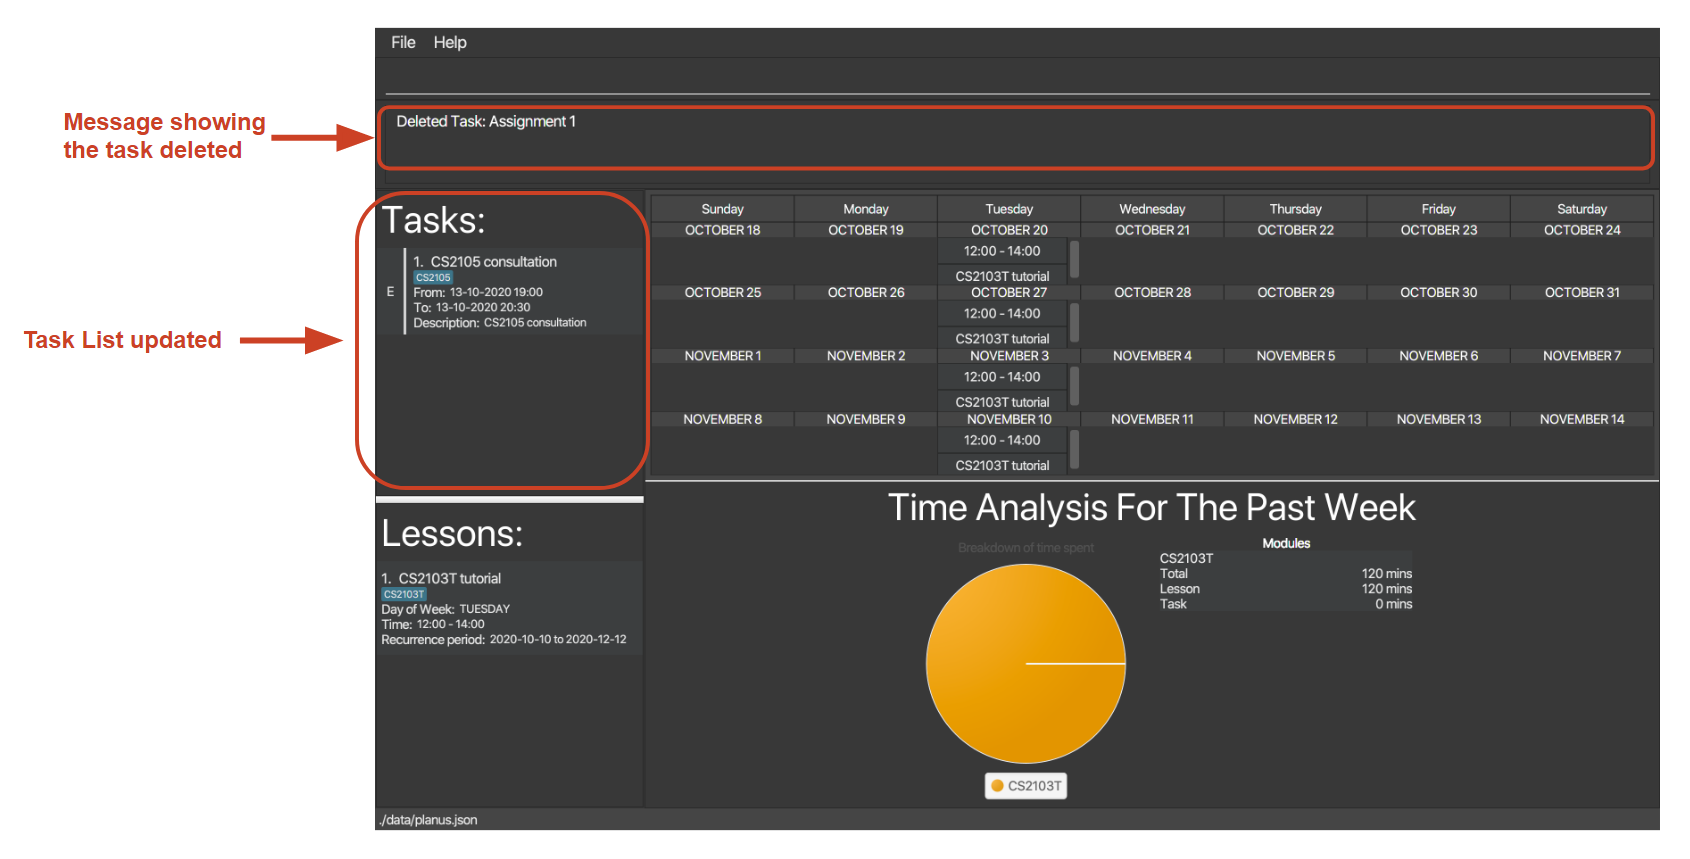 File Help
Message showing
the task deleted
Deleted Task: Assignment 1
Task List updated
Tasks:
E
1. CS2105 consultation
CS2105
From: 13-10-2020 19:00
To: 13-10-2020 20:30
Description: CS2105 consultation
Sunday Monday Tuesday Wednesday Thursday Friday Saturday
OCTOBER 18 OCTOBER 19 OCTOBER 20 OCTOBER 21 OCTOBER 22 OCTOBER 23 OCTOBER 24
12:00 - 14:00
CS2103T tutorial
OCTOBER 25 OCTOBER 26 OCTOBER 27 OCTOBER 28 OCTOBER 29 OCTOBER 30 OCTOBER 31
12:00 - 14:00
CS2103T tutorial
NOVEMBER 1 NOVEMBER 2 NOVEMBER 3 NOVEMBER 4 NOVEMBER 5 NOVEMBER 6 NOVEMBER 7
12:00 - 14:00
CS2103T tutorial
NOVEMBER 8 NOVEMBER 9 NOVEMBER 10 NOVEMBER 11 NOVEMBER 12 NOVEMBER 13 NOVEMBER 14
12:00 - 14:00
CS2103T tutorial
Lessons:
1. CS2103T tutorial
CS2103T
Day of Week: TUESDAY
Time: 12:00 - 14:00
Recurrence period: 2020-10-10 to 2020-12-12
Time Analysis For The Past Week
Breakdown of time spent
CS2103T
Modules
CS2103T
Total 120 mins
Lesson 120 mins
Task 0 mins
./data/planus.json